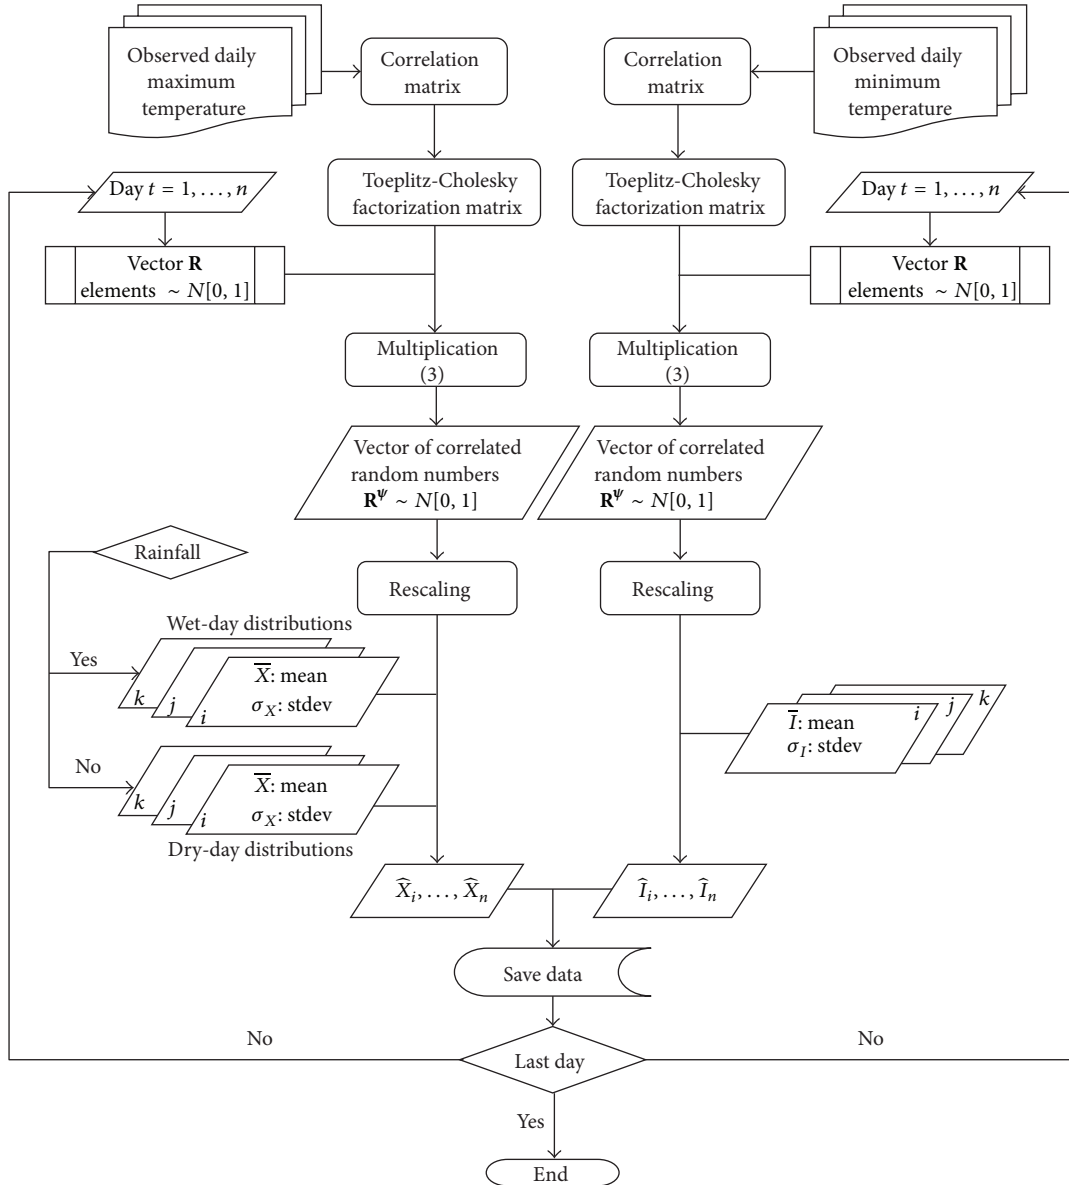 Observed daily
maximum
temperature
Correlation
matrix
Correlation
matrix
Observed daily
minimum
temperature
Toeplitz-Cholesky
factorization matrix
Toeplitz-Cholesky
factorization matrix
Day t = 1, . . . , n
Day t = 1, . . . , n
Vector R
elements ∼ N[0, 1]
Vector R
elements ∼ N[0, 1]
Multiplication
(3)
Multiplication
(3)
Vector of correlated
random numbers
R^ψ ∼ N[0, 1]
Vector of correlated
random numbers
R^ψ ∼ N[0, 1]
Rainfall
Rescaling
Rescaling
Wet-day distributions
Yes
k
j
i
X̅: mean
σ_X: stdev
I̅: mean
σ_I: stdev
i
j
k
No
k
j
i
X̅: mean
σ_X: stdev
Dry-day distributions
X̂_i, . . . , X̂_n
Î_i, . . . , Î_n
Save data
No
Last day
No
Yes
End